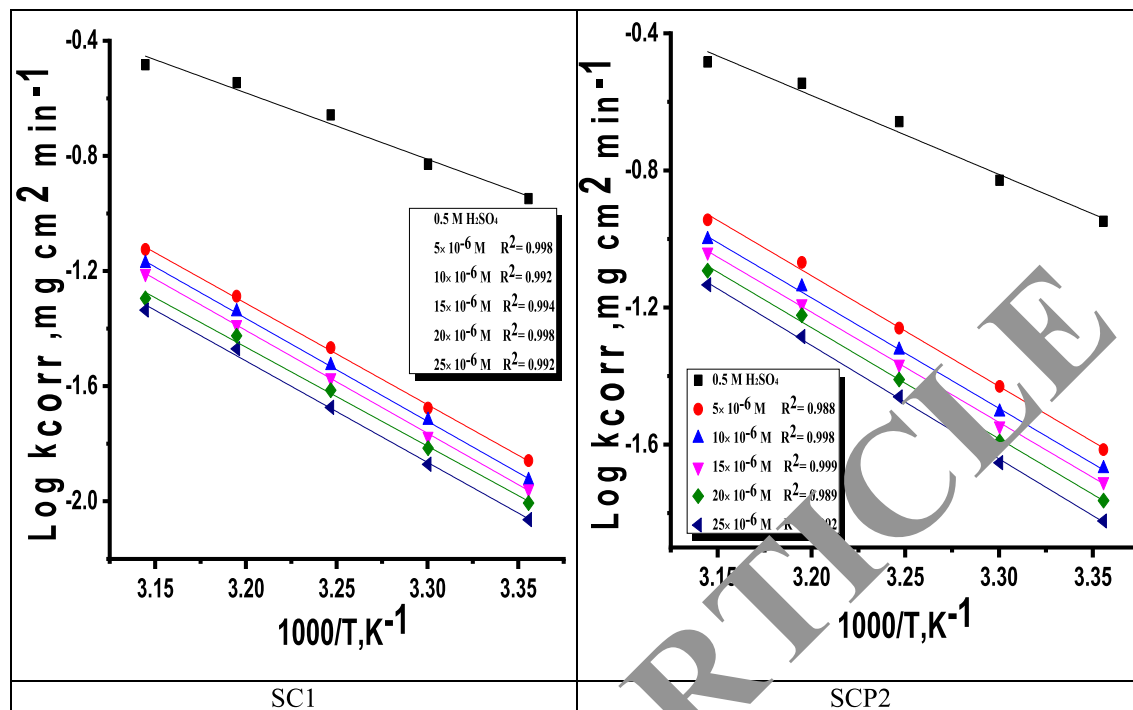 Log kcorr ,mg cm2 min-1
-0.4
-0.8
-1.2
-1.6
-2.0
0.5 M H₂SO₄
5× 10-6 M R2= 0.998
10× 10-6 M R2= 0.992
15× 10-6 M R2= 0.994
20× 10-6 M R2= 0.998
25× 10-6 M R2= 0.992
3.15 3.20 3.25 3.30 3.35
1000/T,K-1
SC1
Log kcorr ,mg cm2 min-1
-0.4
-0.8
-1.2
-1.6
0.5 M H₂SO₄
5× 10-6 M R2= 0.988
10× 10-6 M R2= 0.998
15× 10-6 M R2= 0.999
20× 10-6 M R2= 0.989
25× 10-6 M
3.15 3.20 3.25 3.30 3.35
1000/T,K-1
SCP2
RTICLE